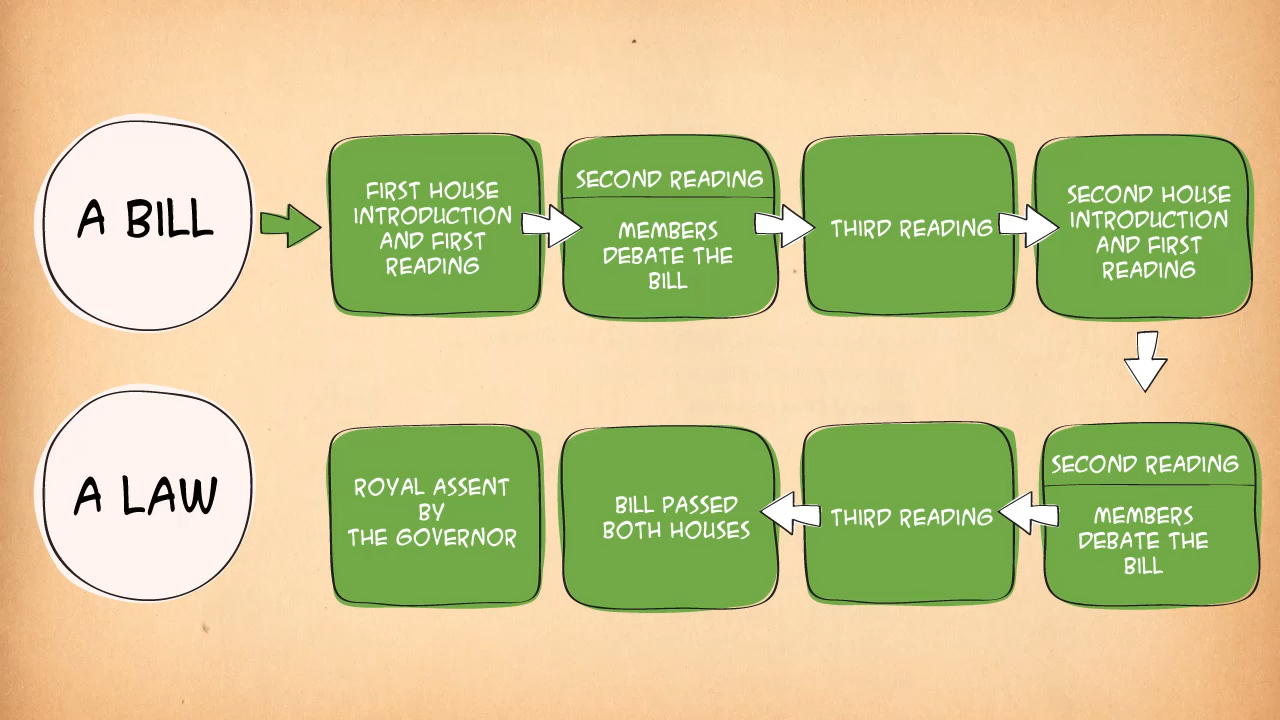 A BILL
FIRST HOUSE
INTRODUCTION
AND FIRST
READING
SECOND READING
MEMBERS
DEBATE THE
BILL
THIRD READING
SECOND HOUSE
INTRODUCTION
AND FIRST
READING
SECOND READING
MEMBERS
DEBATE THE
BILL
THIRD READING
BILL PASSED
BOTH HOUSES
ROYAL ASSENT
BY
THE GOVERNOR
A LAW